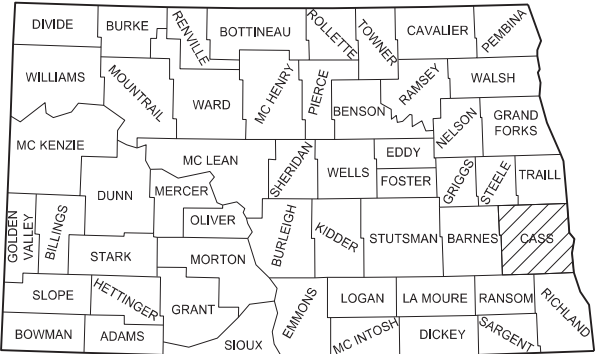 DIVIDE
BURKE
RENVILLE
BOTTINEAU
ROLLETTE
TOWNER
CAVALIER
PEMBINA
WILLIAMS
MOUNTRAIL
WARD
MC HENRY
PIERCE
BENSON
RAMSEY
WALSH
NELSON
GRAND
FORKS
MC KENZIE
MC LEAN
SHERIDAN
WELLS
EDDY
FOSTER
GRIGGS
STEELE
TRAILL
DUNN
MERCER
OLIVER
GOLDEN
VALLEY
BILLINGS
STARK
MORTON
BURLEIGH
KIDDER
STUTSMAN
BARNES
CASS
SLOPE
HETTINGER
GRANT
EMMONS
LOGAN
LA MOURE
RANSOM
RICHLAND
BOWMAN
ADAMS
SIOUX
MC INTOSH
DICKEY
SARGENT